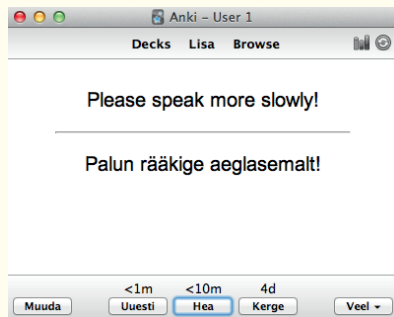 Anki – User 1
Decks Lisa Browse
Please speak more slowly!
Palun rääkige aeglasemalt!
<1m <10m 4d
Muuda Uuesti Hea Kerge Veel